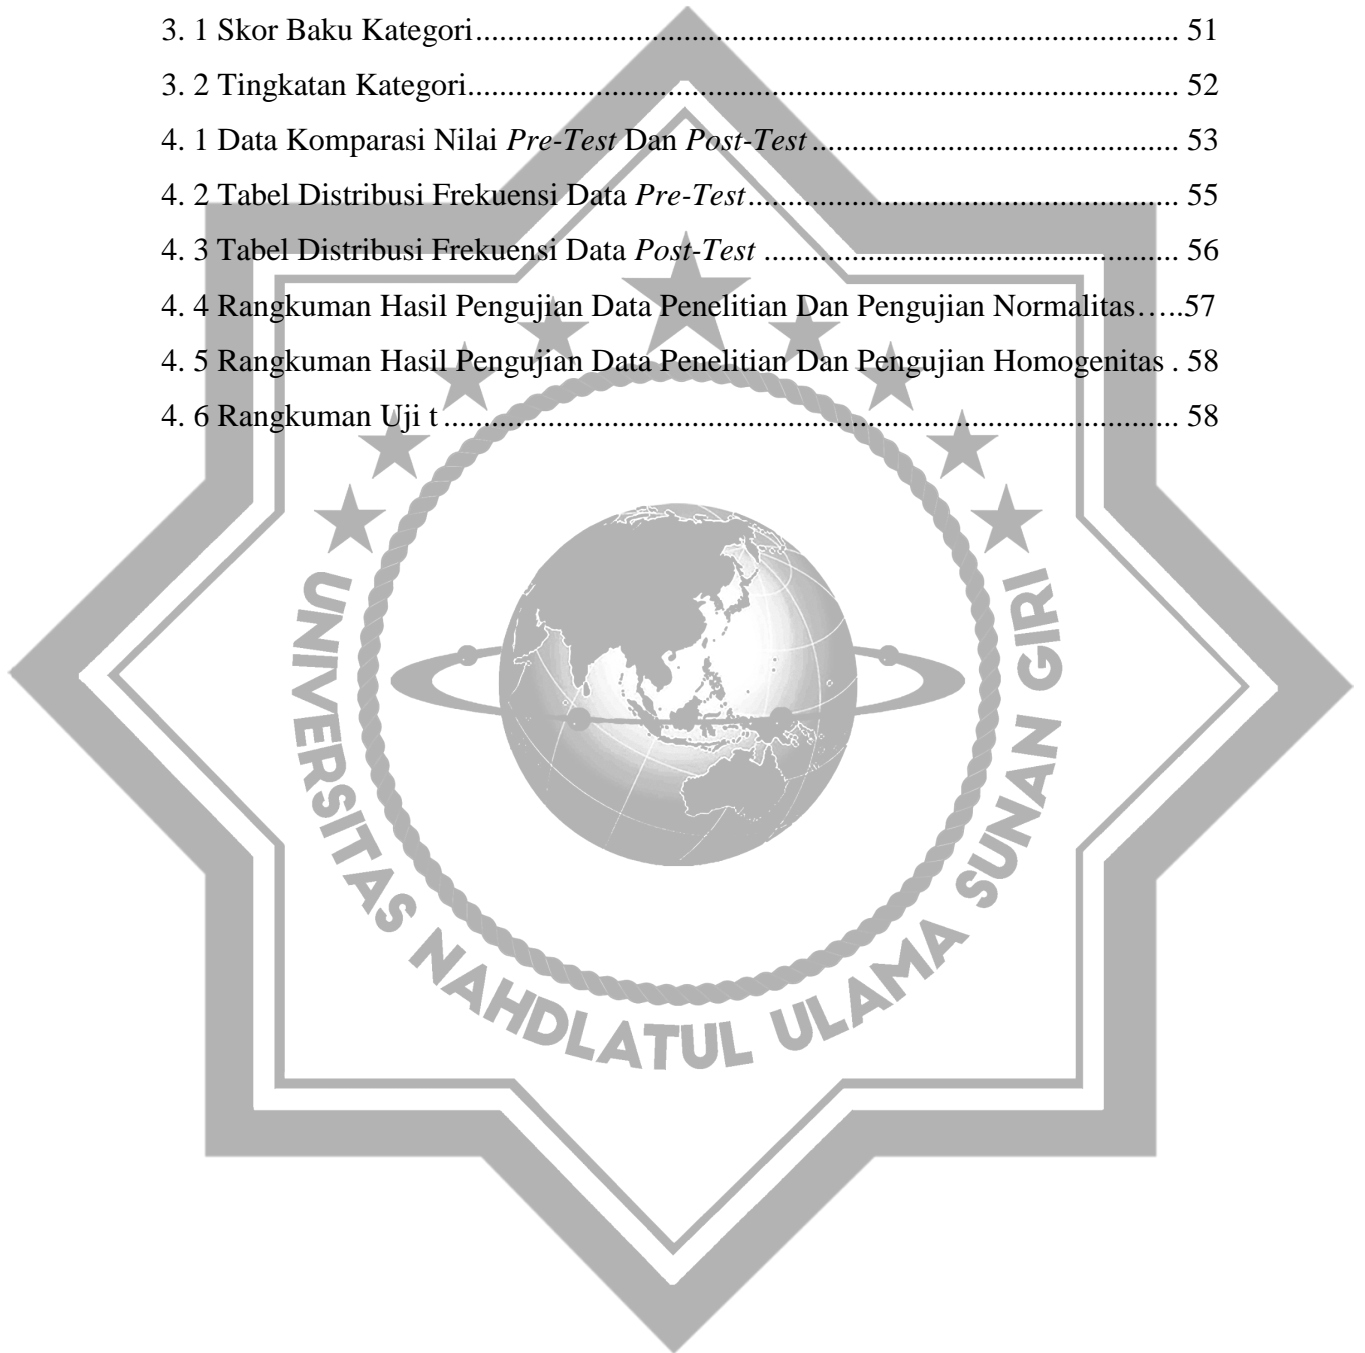 3. 1 Skor Baku Kategori.................................................................................... 51
3. 2 Tingkatan Kategori..................................................................................... 52
4. 1 Data Komparasi Nilai Pre-Test Dan Post-Test ............................................ 53
4. 2 Tabel Distribusi Frekuensi Data Pre-Test.................................................... 55
4. 3 Tabel Distribusi Frekuensi Data Post-Test .................................................. 56
4. 4 Rangkuman Hasil Pengujian Data Penelitian Dan Pengujian Normalitas…..57
4. 5 Rangkuman Hasil Pengujian Data Penelitian Dan Pengujian Homogenitas . 58
4. 6 Rangkuman Uji t ........................................................................................ 58
UNIVERSITAS NAHDLATUL ULAMA SUNAN GIRI